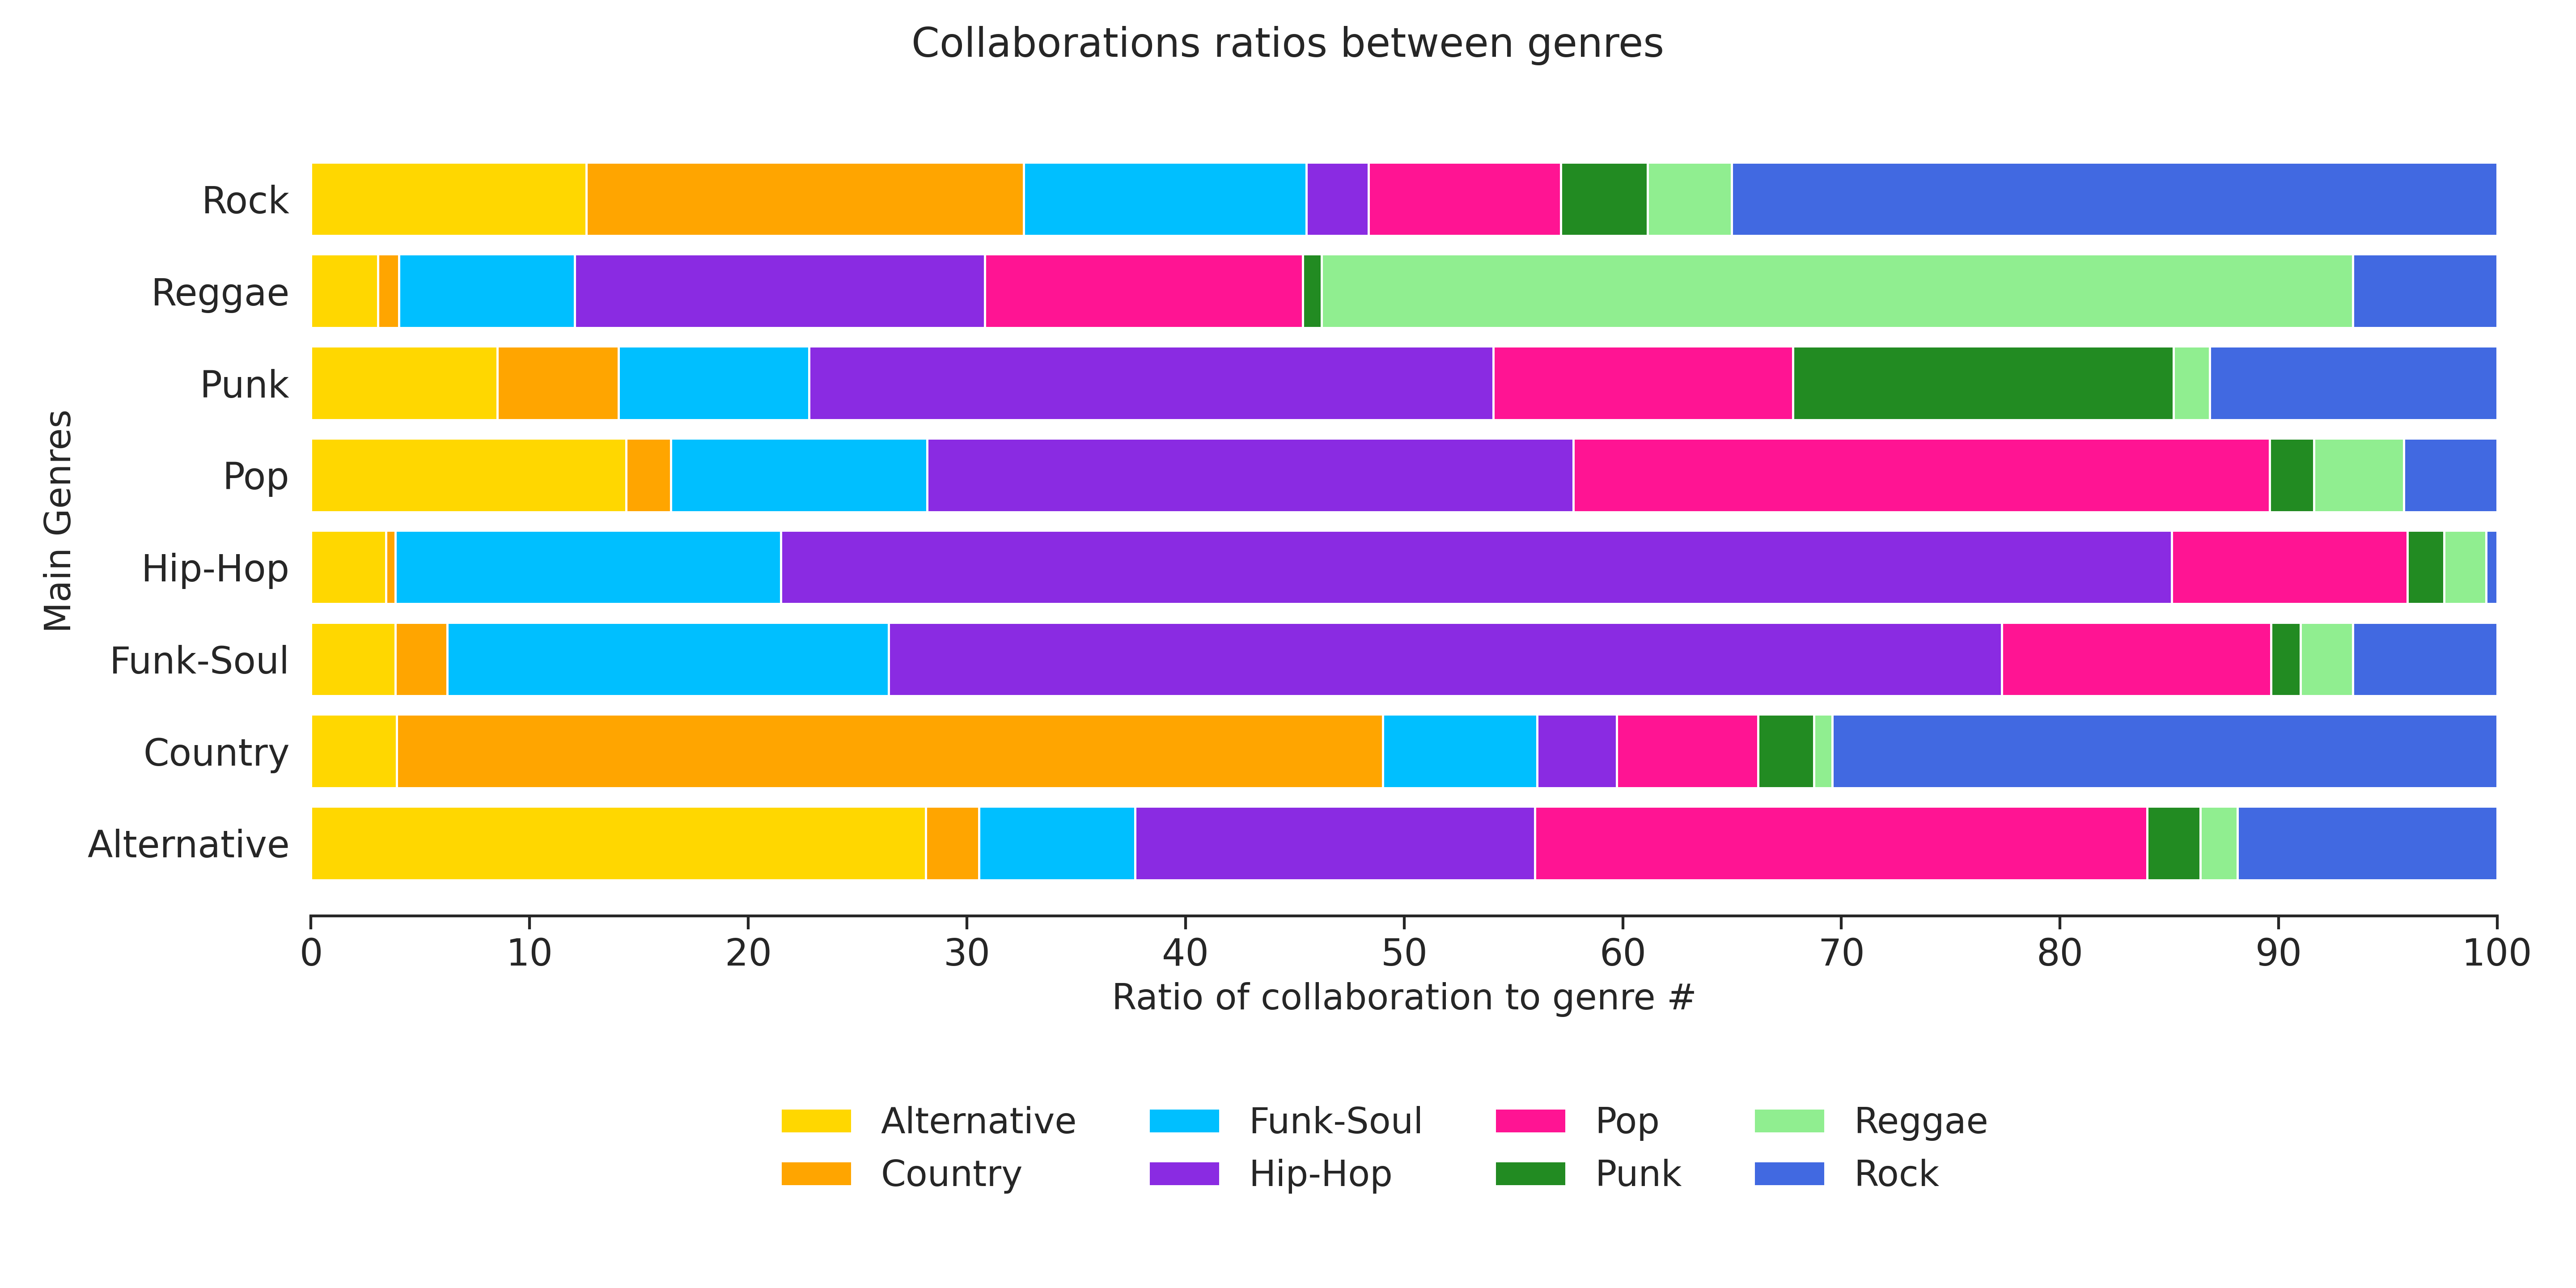 Collaborations ratios between genres
Main Genres
Rock
Reggae
Punk
Pop
Hip-Hop
Funk-Soul
Country
Alternative
0 10 20 30 40 50 60 70 80 90 100
Ratio of collaboration to genre #
Alternative Funk-Soul Pop Reggae
Country Hip-Hop Punk Rock